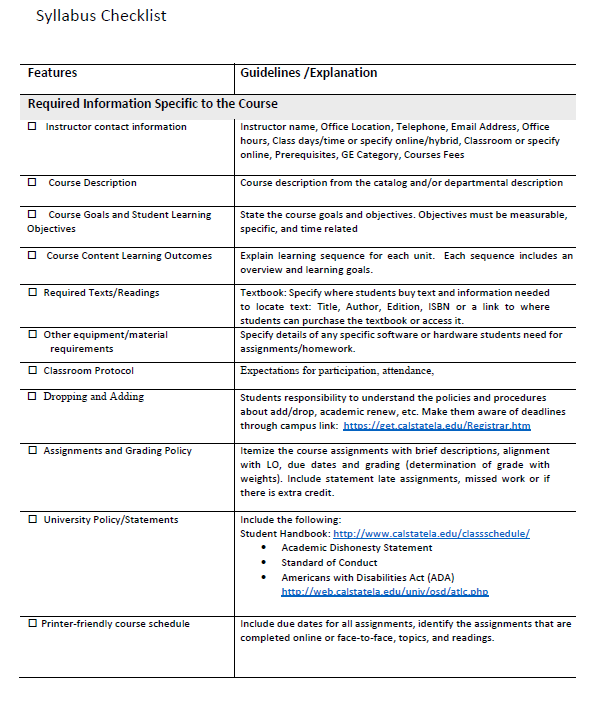 Syllabus Checklist
Features
Guidelines /Explanation
Required Information Specific to the Course
☐ Instructor contact information
Instructor name, Office Location, Telephone, Email Address, Office
hours, Class days/time or specify online/hybrid, Classroom or specify
online, Prerequisites, GE Category, Courses Fees
☐ Course Description
Course description from the catalog and/or departmental description
☐ Course Goals and Student Learning
Objectives
State the course goals and objectives. Objectives must be measurable,
specific, and time related
☐ Course Content Learning Outcomes
Explain learning sequence for each unit. Each sequence includes an
overview and learning goals.
☐ Required Texts/Readings
Textbook: Specify where students buy text and information needed
to locate text: Title, Author, Edition, ISBN or a link to where
students can purchase the textbook or access it.
☐ Other equipment/material
requirements
Specify details of any specific software or hardware students need for
assignments/homework.
☐ Classroom Protocol
Expectations for participation, attendance,
☐ Dropping and Adding
Students responsibility to understand the policies and procedures
about add/drop, academic renew, etc. Make them aware of deadlines
through campus link: https://get.calstatela.edu/Registrar.htm
☐ Assignments and Grading Policy
Itemize the course assignments with brief descriptions, alignment
with LO, due dates and grading (determination of grade with
weights). Include statement late assignments, missed work or if
there is extra credit.
☐ University Policy/Statements
Include the following:
Student Handbook: http://www.calstatela.edu/classschedule/
• Academic Dishonesty Statement
• Standard of Conduct
• Americans with Disabilities Act (ADA)
http://web.calstatela.edu/univ/osd/atlc.php
☐ Printer-friendly course schedule
Include due dates for all assignments, identify the assignments that are
completed online or face-to-face, topics, and readings.